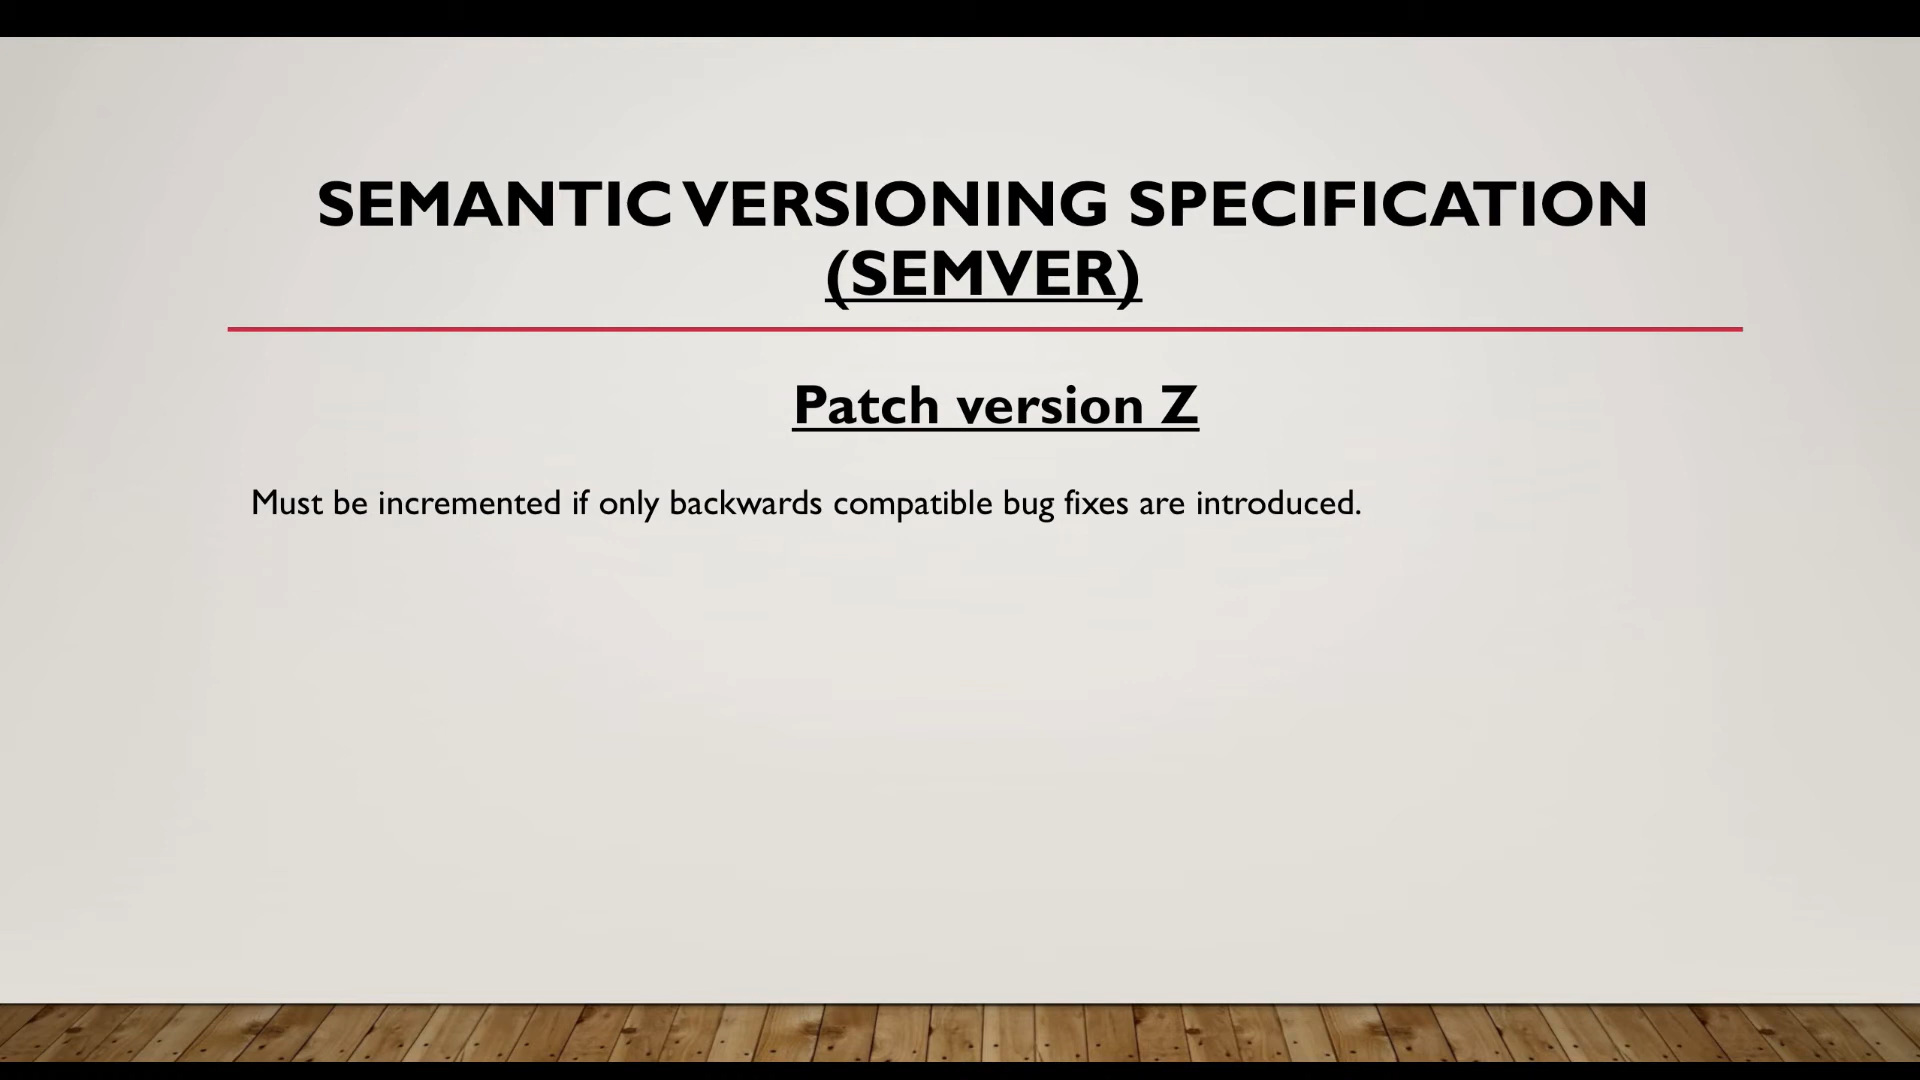 SEMANTIC VERSIONING SPECIFICATION
(SEMVER)
Patch version Z
Must be incremented if only backwards compatible bug fixes are introduced.